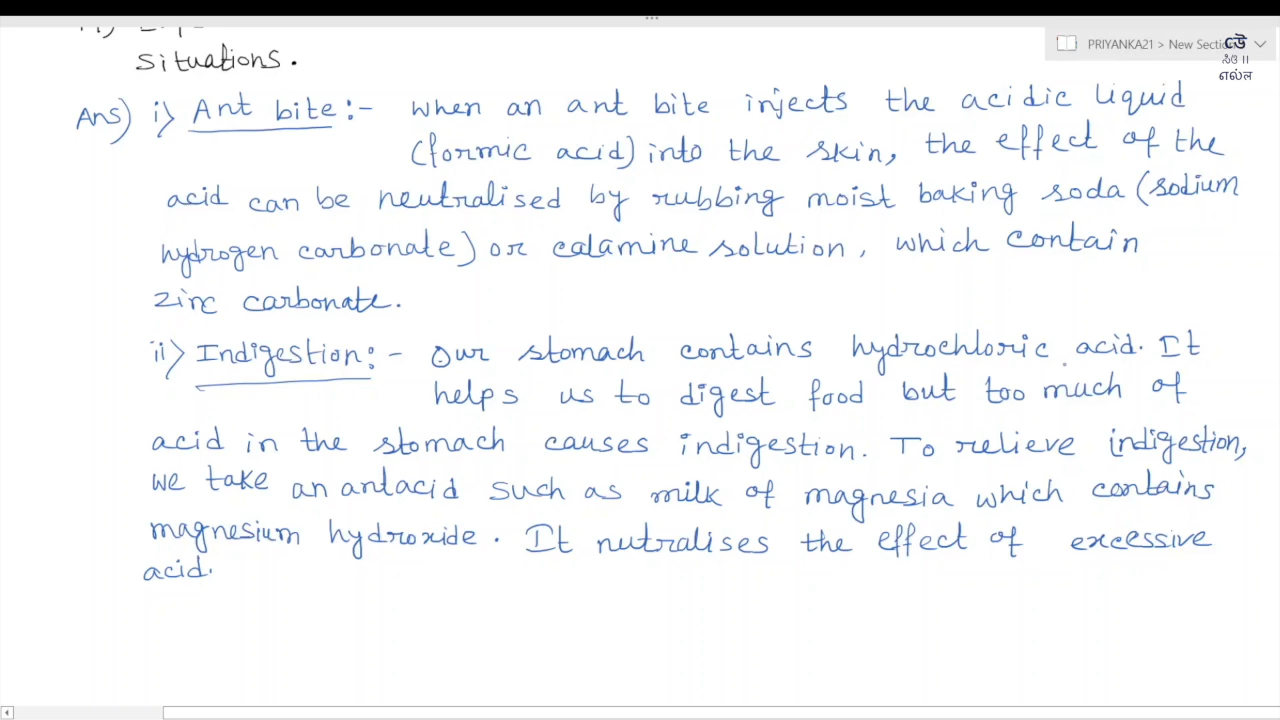 PRIYANKA21 > New Section
situations.
Ans) i) Ant bite :- when an ant bite injects the acidic liquid
(formic acid) into the skin, the effect of the
acid can be neutralised by rubbing moist baking soda (sodium
hydrogen carbonate) or calamine solution, which contain
zinc carbonate.
ii) Indigestion :- Our stomach contains hydrochloric acid. It
helps us to digest food but too much of
acid in the stomach causes indigestion. To relieve indigestion,
we take an antacid such as milk of magnesia which contains
magnesium hydroxide. It nutralises the effect of excessive
acid.